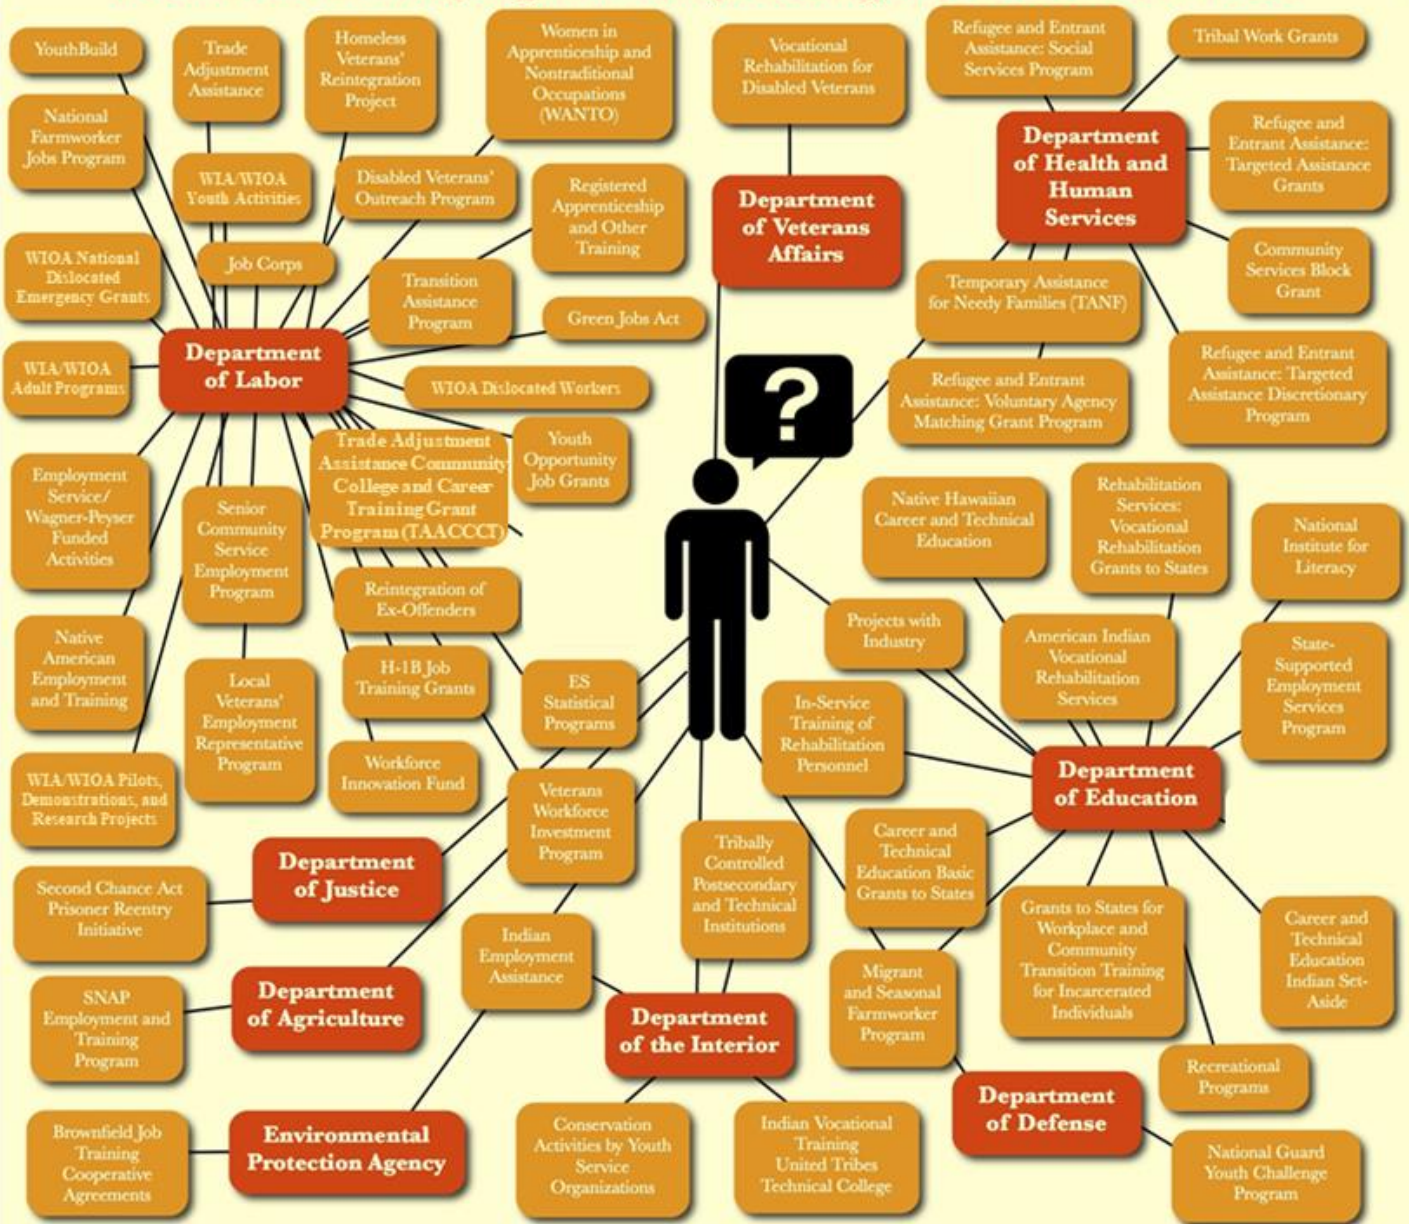 YouthBuild
Trade
Adjustment
Assistance
Homeless
Veterans'
Reintegration
Project
Women in
Apprenticeship and
Nontraditional
Occupations
(WANTO)
Vocational
Rehabilitation for
Disabled Veterans
Refugee and Entrant
Assistance: Social
Services Program
Tribal Work Grants
National
Farmworker
Jobs Program
WIA/WIOA
Youth Activities
Disabled Veterans'
Outreach Program
Registered
Apprenticeship
and Other
Training
Department
of Veterans
Affairs
Department
of Health and
Human
Services
Refugee and
Entrant Assistance:
Targeted Assistance
Grants
WIOA National
Dislocated
Emergency Grants
Job Corps
Transition
Assistance
Program
Green Jobs Act
Temporary Assistance
for Needy Families (TANF)
Community
Services Block
Grant
WIA/WIOA
Adult Programs
Department
of Labor
WIOA Dislocated Workers
?
Refugee and Entrant
Assistance: Voluntary Agency
Matching Grant Program
Refugee and Entrant
Assistance: Targeted
Assistance Discretionary
Program
Employment
Service/
Wagner-Peyser
Funded
Activities
Senior
Community
Service
Employment
Program
Trade Adjustment
Assistance Community
College and Career
Training Grant
Program (TAACCCT)
Youth
Opportunity
Job Grants
Native Hawaiian
Career and Technical
Education
Rehabilitation
Services:
Vocational
Rehabilitation
Grants to States
National
Institute for
Literacy
Reintegration of
Ex-Offenders
Projects with
Industry
American Indian
Vocational
Rehabilitation
Services
State-
Supported
Employment
Services
Program
Native
American
Employment
and Training
Local
Veterans'
Employment
Representative
Program
H-1B Job
Training Grants
ES
Statistical
Programs
In-Service
Training of
Rehabilitation
Personnel
Department
of Education
WIA/WIOA Pilots,
Demonstrations, and
Research Projects
Workforce
Innovation Fund
Veterans
Workforce
Investment
Program
Tribally
Controlled
Postsecondary
and Technical
Institutions
Career and
Technical
Education Basic
Grants to States
Department
of Justice
Second Chance Act
Prisoner Reentry
Initiative
Indian
Employment
Assistance
Grants to States for
Workplace and
Community
Transition Training
for Incarcerated
Individuals
Career and
Technical
Education
Indian Set-
Aside
SNAP
Employment and
Training
Program
Department
of Agriculture
Department
of the Interior
Migrant
and Seasonal
Farmworker
Program
Recreational
Programs
Department
of Defense
Brownfield Job
Training
Cooperative
Agreements
Environmental
Protection Agency
Conservation
Activities by Youth
Service
Organizations
Indian Vocational
Training
United Tribes
Technical College
National Guard
Youth Challenge
Program